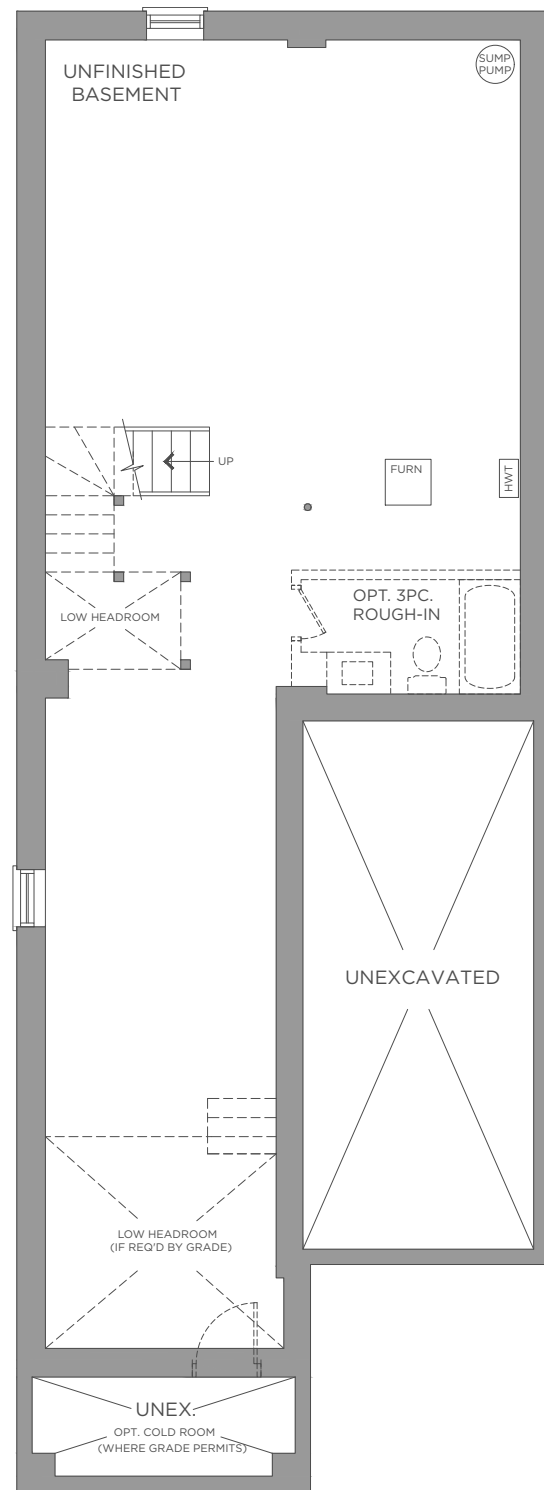 UNFINISHED
BASEMENT
SUMP
PUMP
UP
FURN
HWT
OPT. 3PC.
ROUGH-IN
LOW HEADROOM
UNEXCAVATED
LOW HEADROOM
(IF REQ'D BY GRADE)
UNEX.
OPT. COLD ROOM
(WHERE GRADE PERMITS)